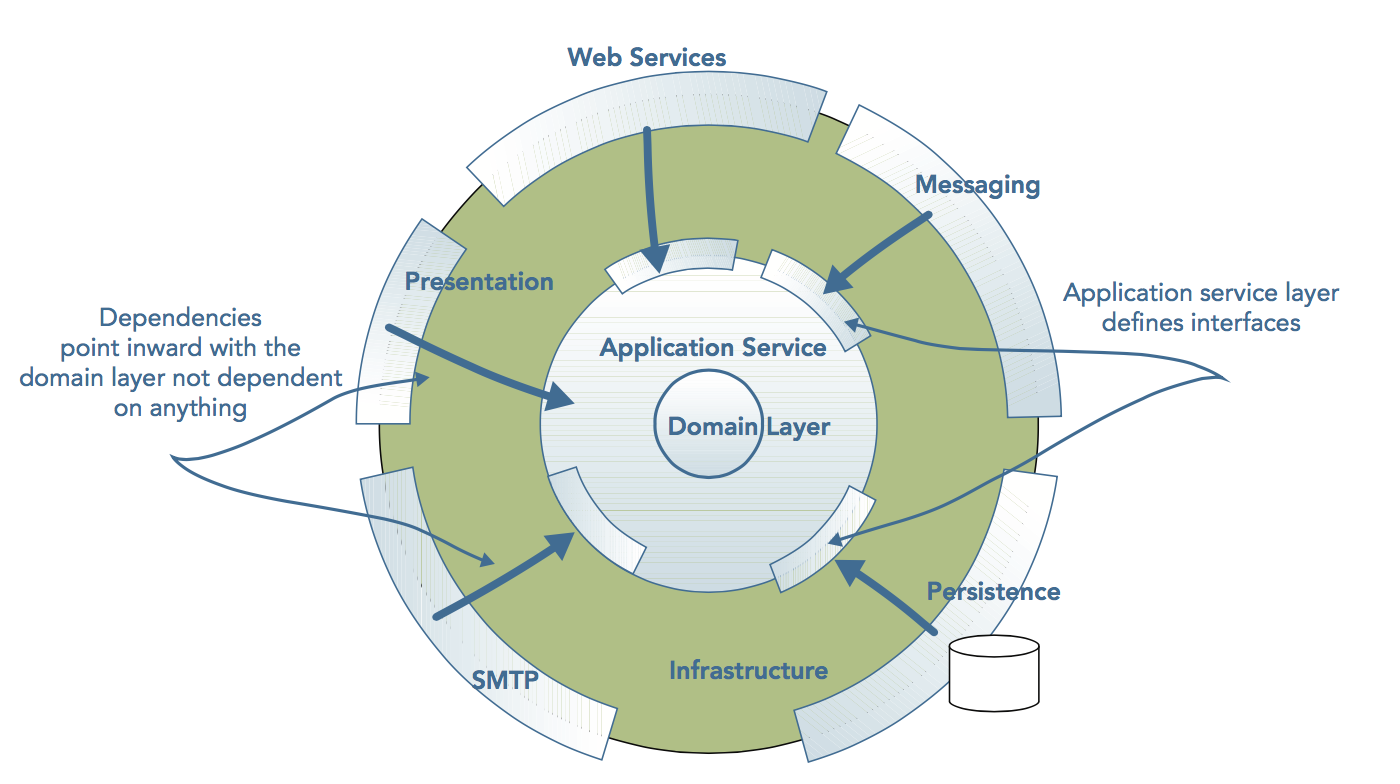 Web Services
Messaging
Presentation
Application service layer
defines interfaces
Dependencies
point inward with the
domain layer not dependent
on anything
Application Service
Domain Layer
Persistence
Infrastructure
SMTP